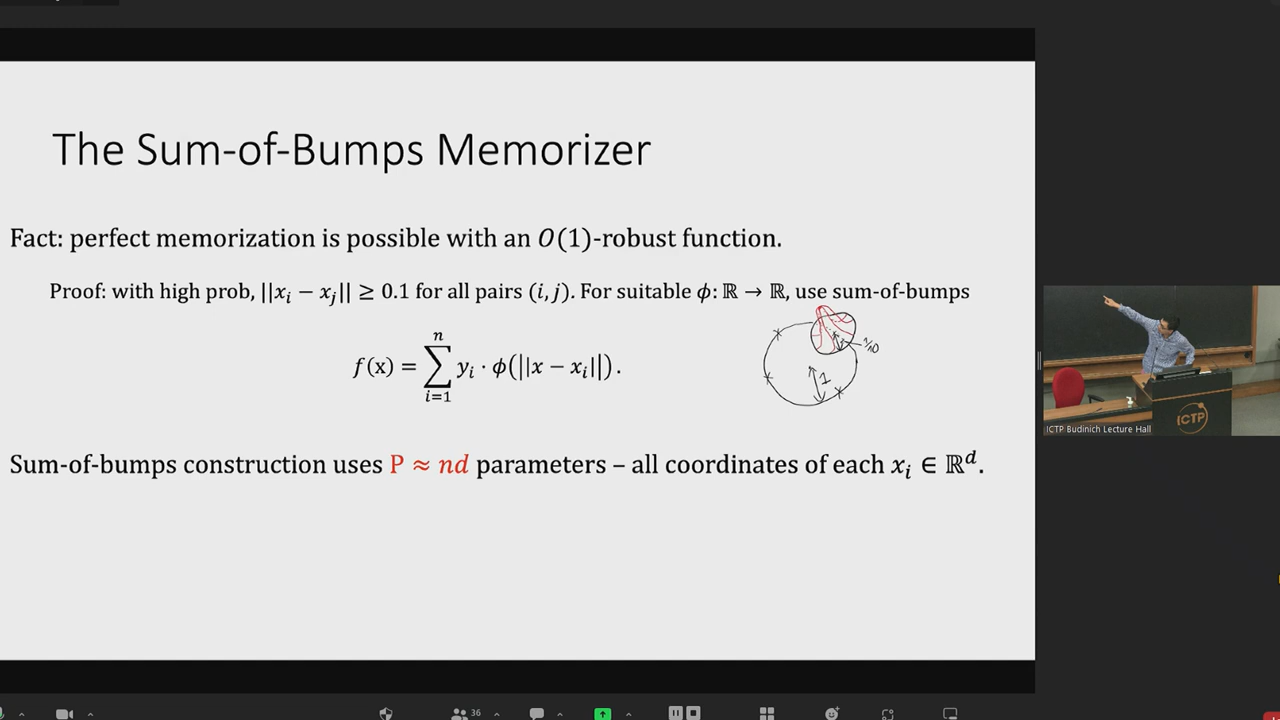 The Sum-of-Bumps Memorizer
Fact: perfect memorization is possible with an O(1)-robust function.
Proof: with high prob, ||x_i − x_j|| ≥ 0.1 for all pairs (i, j). For suitable ϕ: ℝ → ℝ, use sum-of-bumps
f(x) = ∑_{i=1}^{n} y_i · ϕ(||x − x_i||).
1/10
1
Sum-of-bumps construction uses P ≈ nd parameters – all coordinates of each x_i ∈ ℝ^d.
ICTP
ICTP Budinich Lecture Hall
36